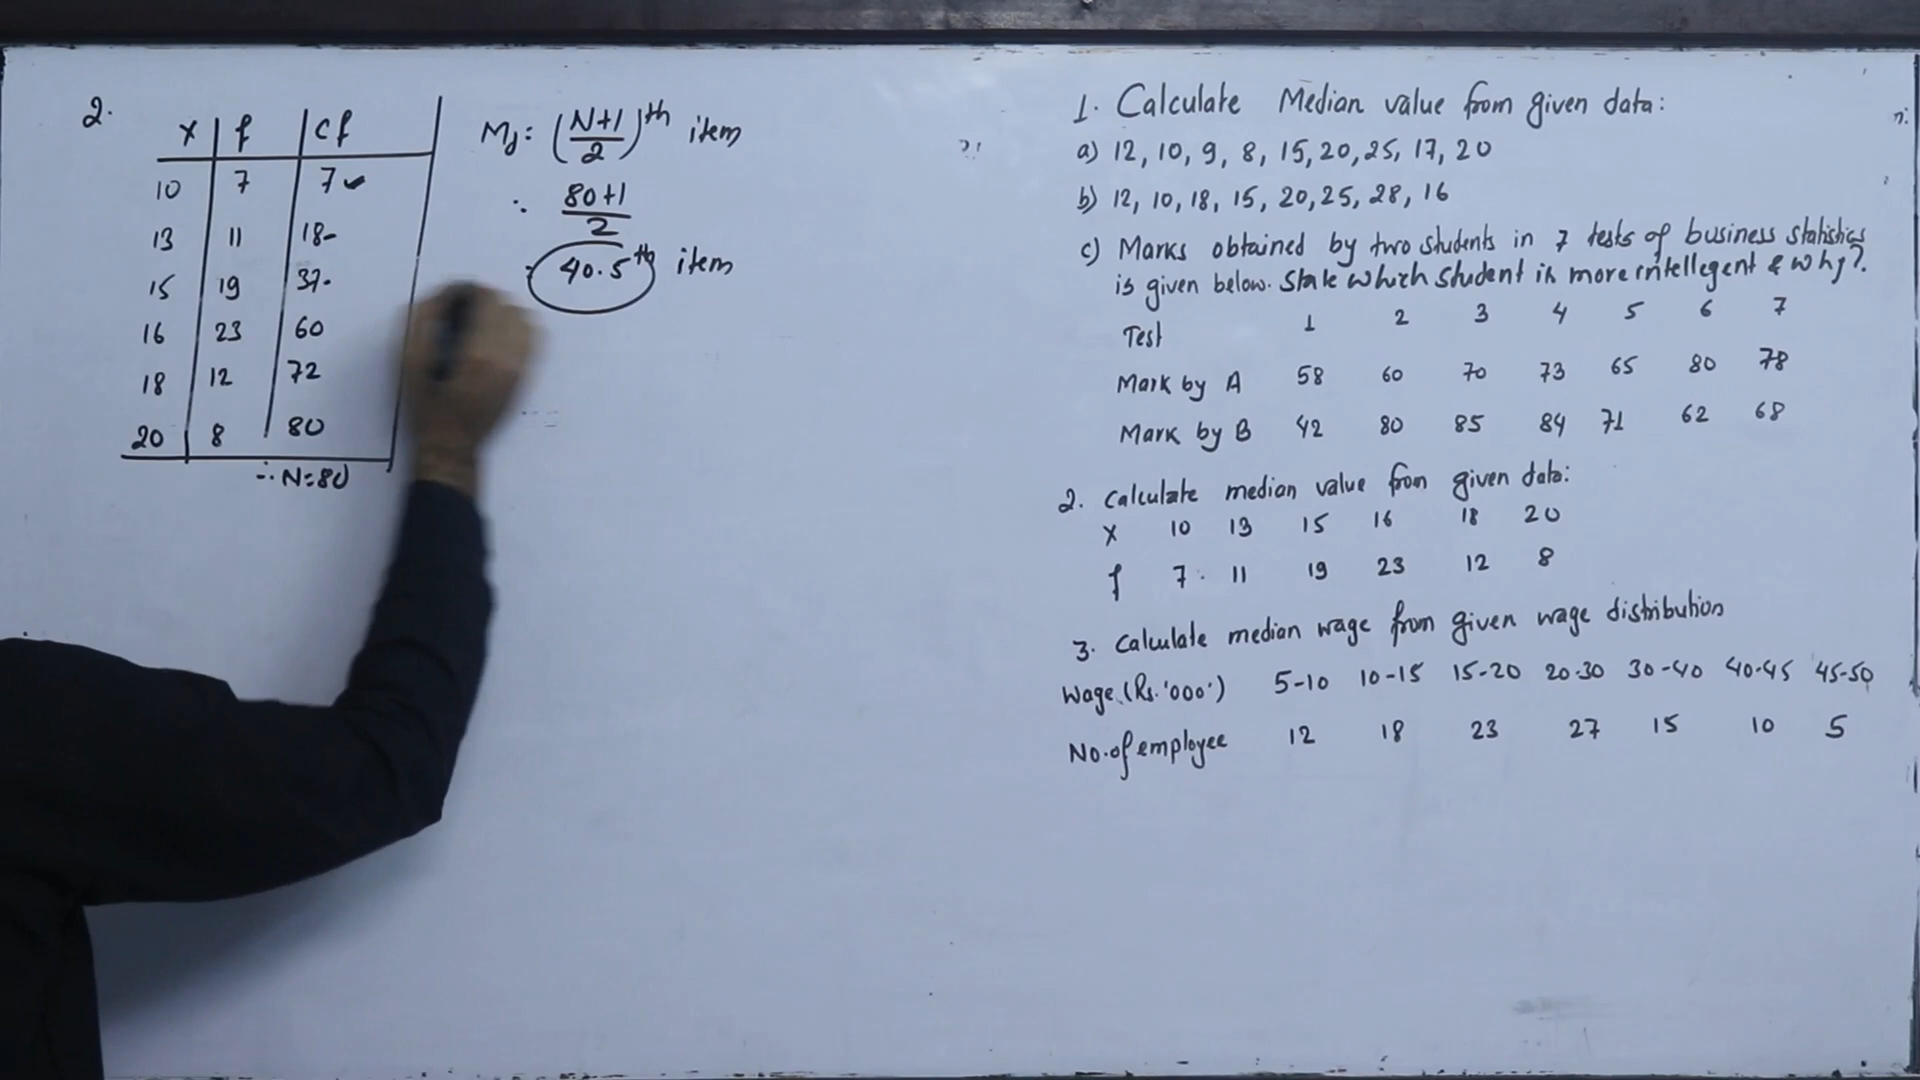 2.
x f cf
10 7 7
13 11 18
15 19 37
16 23 60
18 12 72
20 8 80
∴ N=80
Md = (N+1/2)th item
∴ 80+1/2
40.5th item
1. Calculate Median value from given data:
a) 12, 10, 9, 8, 15, 20, 25, 17, 20
b) 12, 10, 18, 15, 20, 25, 28, 16
c) Marks obtained by two students in 7 tests of business statistics
is given below. State which student is more intellegent & why?
Test 1 2 3 4 5 6 7
Mark by A 58 60 70 73 65 80 78
Mark by B 42 80 85 84 71 62 68
2. Calculate median value from given data:
X 10 13 15 16 18 20
f 7 11 19 23 12 8
3. Calculate median wage from given wage distribution
Wage (Rs.'000') 5-10 10-15 15-20 20-30 30-40 40-45 45-50
No. of employee 12 18 23 27 15 10 5